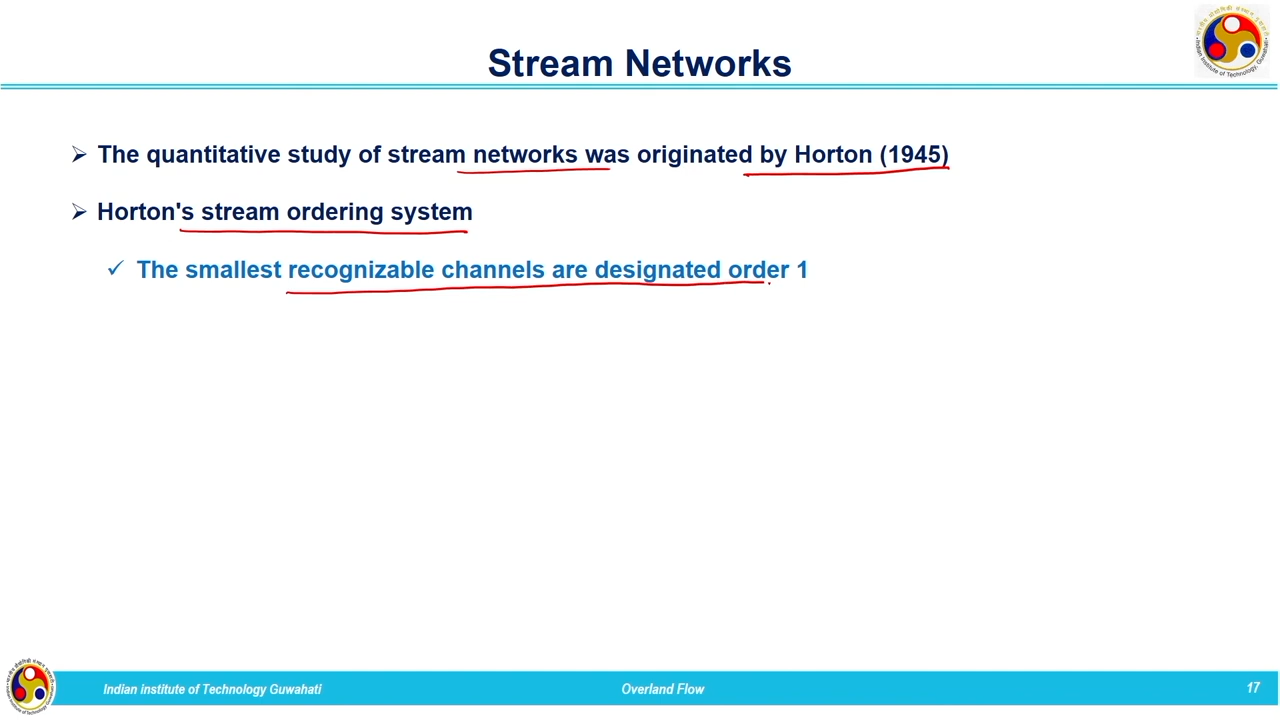 Stream Networks
The quantitative study of stream networks was originated by Horton (1945)
Horton's stream ordering system
The smallest recognizable channels are designated order 1
Indian institute of Technology Guwahati
Overland Flow
17